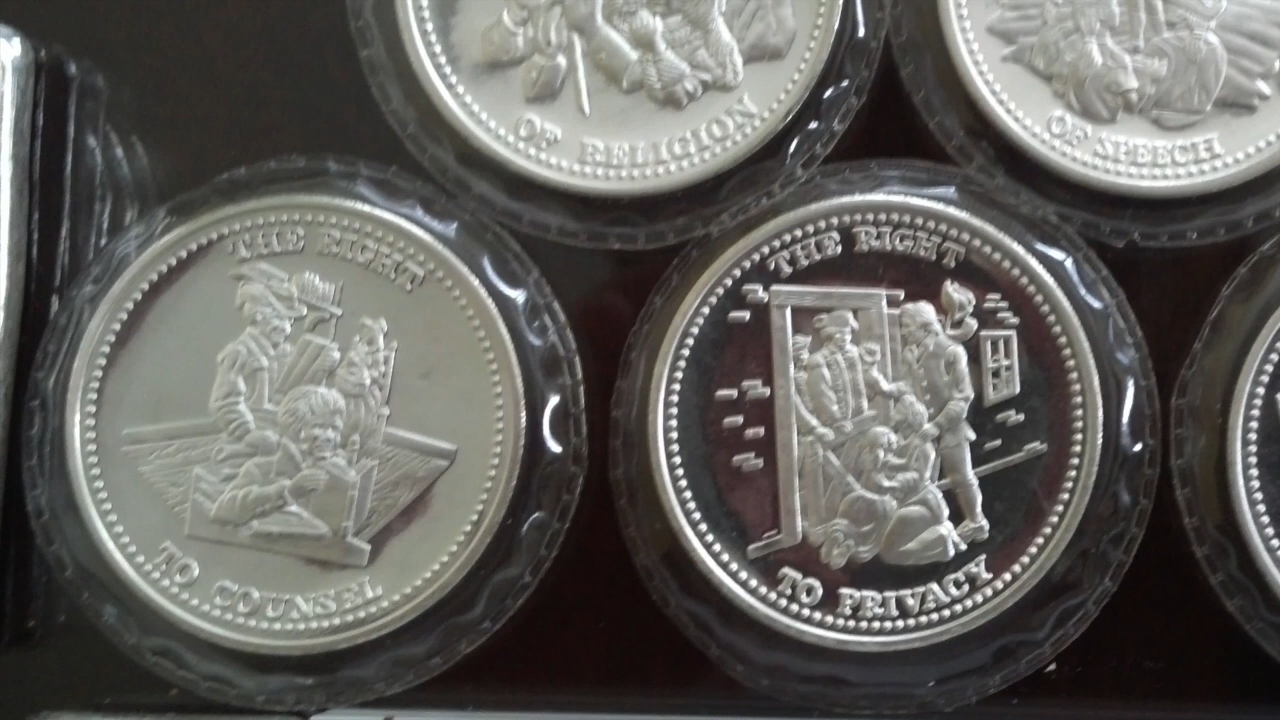 OF RELIGION
OF SPEECH
THE RIGHT
TO COUNSEL
THE RIGHT
TO PRIVACY